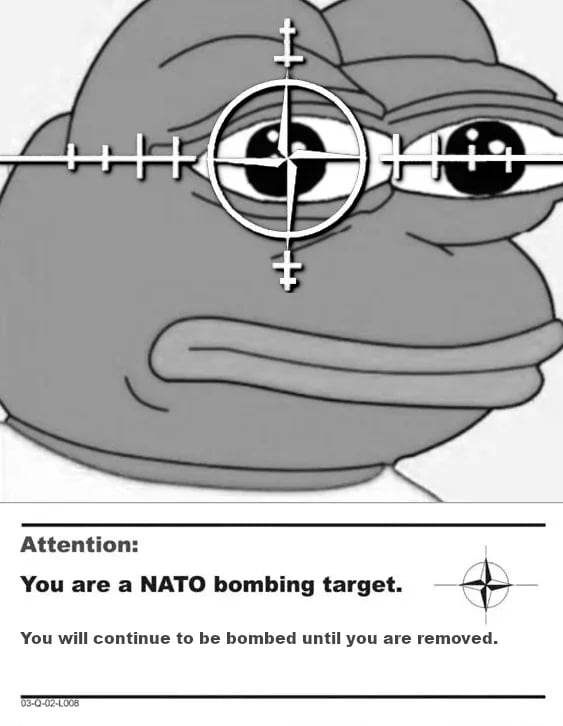 Attention:
You are a NATO bombing target.
You will continue to be bombed until you are removed.
03-Q-02-L008